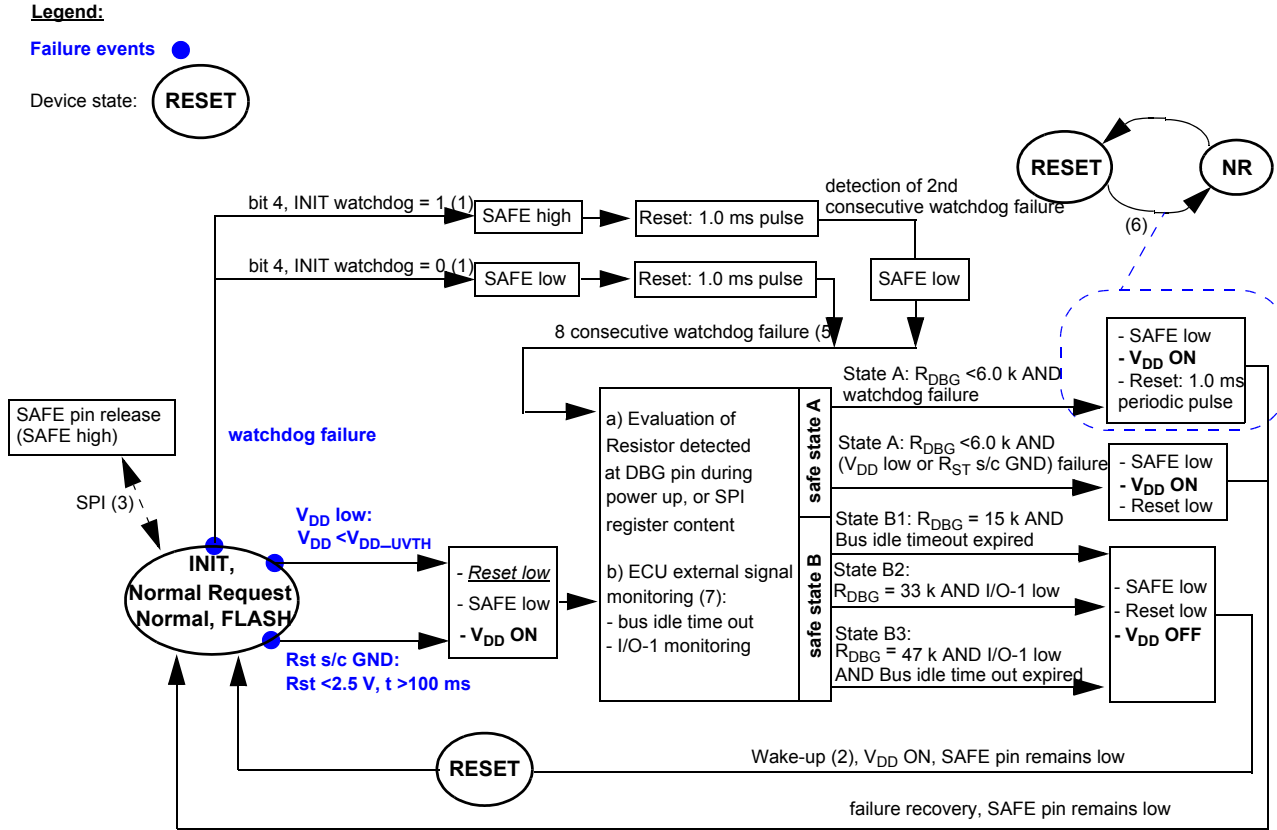 Legend:
Failure events
Device state:
RESET
RESET
NR
(6)
bit 4, INIT watchdog = 1 (1)
SAFE high
Reset: 1.0 ms pulse
detection of 2nd
consecutive watchdog failure
bit 4, INIT watchdog = 0 (1)
SAFE low
Reset: 1.0 ms pulse
SAFE low
8 consecutive watchdog failure (5
SAFE pin release
(SAFE high)
SPI (3)
watchdog failure
VDD low:
VDD <VDD_UVTH
INIT,
Normal Request
Normal, FLASH
Rst s/c GND:
Rst <2.5 V, t >100 ms
- Reset low
- SAFE low
- VDD ON
a) Evaluation of
Resistor detected
at DBG pin during
power up, or SPI
register content
b) ECU external signal
monitoring (7):
- bus idle time out
- I/O-1 monitoring
safe state A
safe state B
State A: RDBG <6.0 k AND
watchdog failure
State A: RDBG <6.0 k AND
(VDD low or RST s/c GND) failure
State B1: RDBG = 15 k AND
Bus idle timeout expired
State B2:
RDBG = 33 k AND I/O-1 low
State B3:
RDBG = 47 k AND I/O-1 low
AND Bus idle time out expired
- SAFE low
- VDD ON
- Reset: 1.0 ms
periodic pulse
- SAFE low
- VDD ON
- Reset low
- SAFE low
- Reset low
- VDD OFF
RESET
Wake-up (2), VDD ON, SAFE pin remains low
failure recovery, SAFE pin remains low